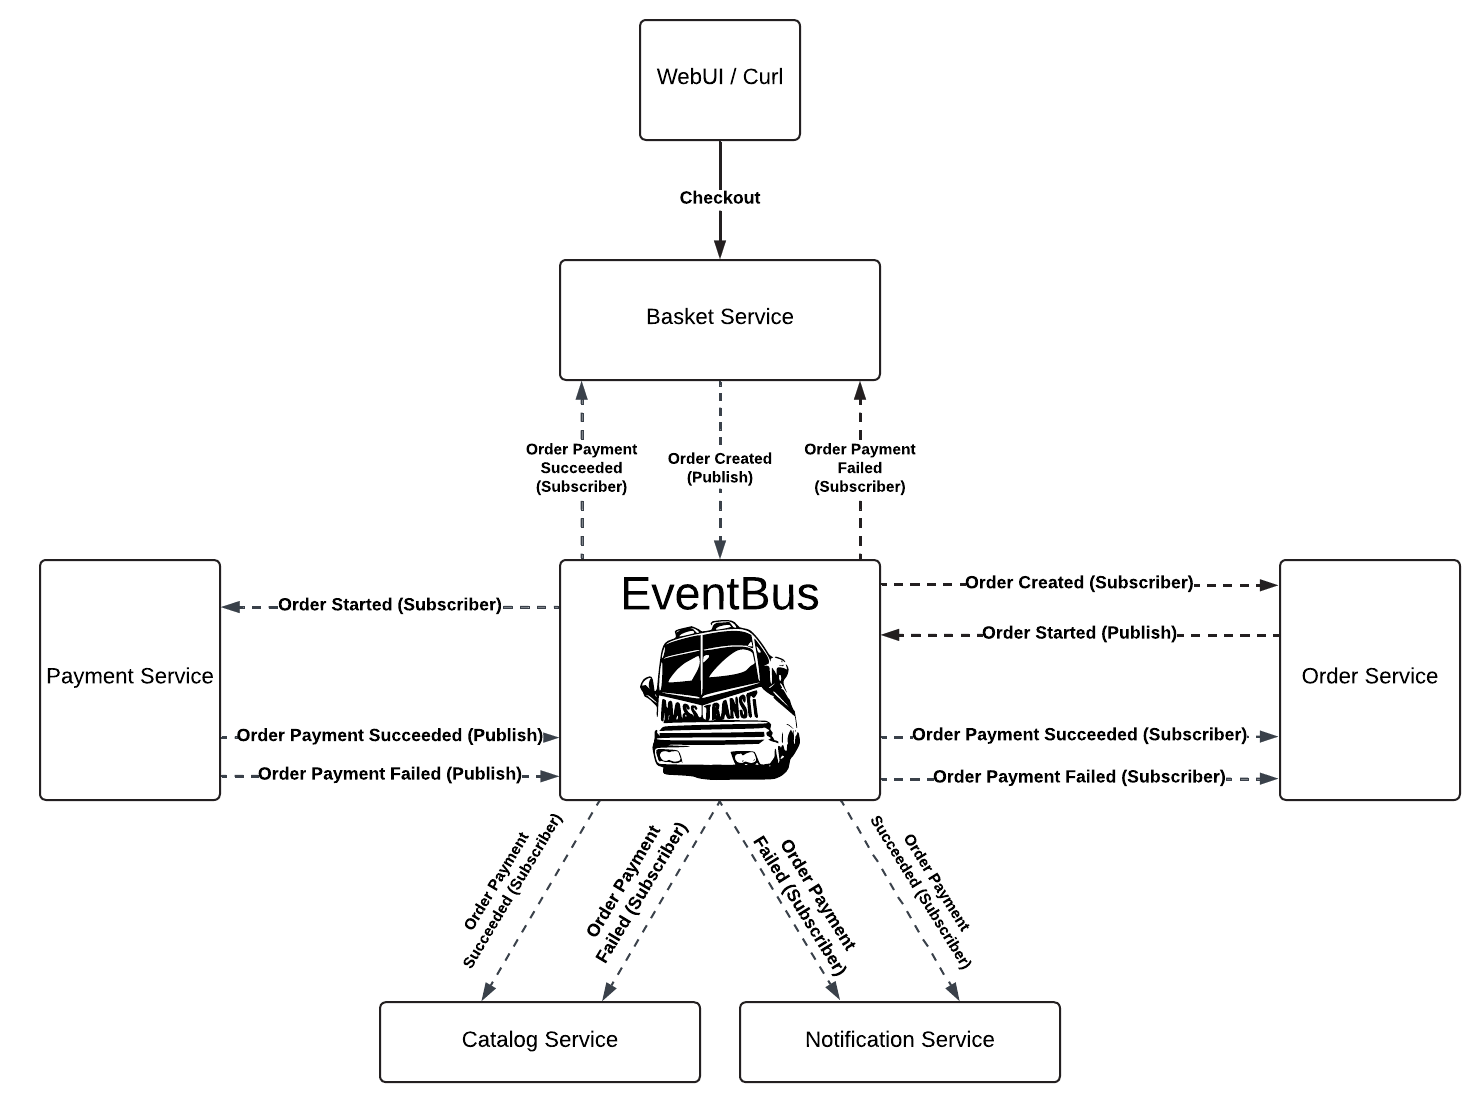 WebUI / Curl
Checkout
Basket Service
Order Payment
Succeeded
(Subscriber)
Order Created
(Publish)
Order Payment
Failed
(Subscriber)
EventBus
MASS TRANSIT
Payment Service
Order Started (Subscriber)
Order Payment Succeeded (Publish)
Order Payment Failed (Publish)
Order Created (Subscriber)
Order Started (Publish)
Order Service
Order Payment Succeeded (Subscriber)
Order Payment Failed (Subscriber)
Order Payment
Succeeded (Subscriber)
Order Payment
Failed (Subscriber)
Order Payment
Failed (Subscriber)
Order Payment
Succeeded (Subscriber)
Catalog Service
Notification Service